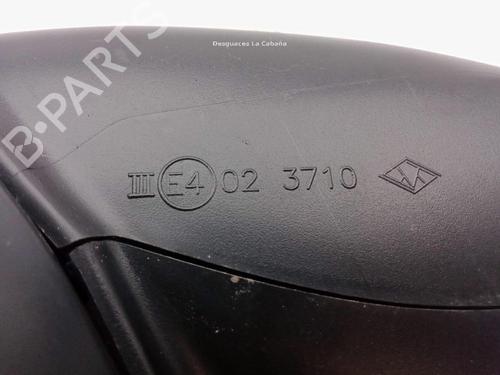 Desguaces La Cabaña
B-PARTS
III E4 02 3710